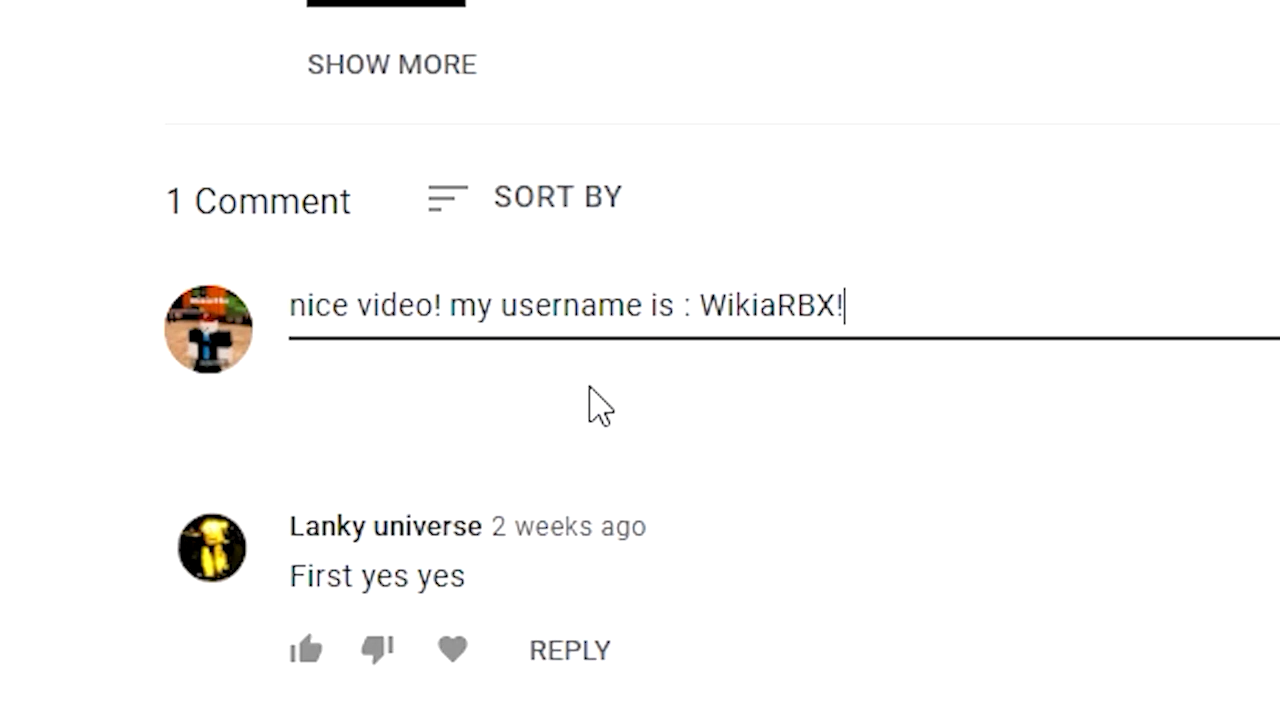 SHOW MORE
1 Comment
SORT BY
nice video! my username is : WikiaRBX!
Lanky universe 2 weeks ago
First yes yes
REPLY